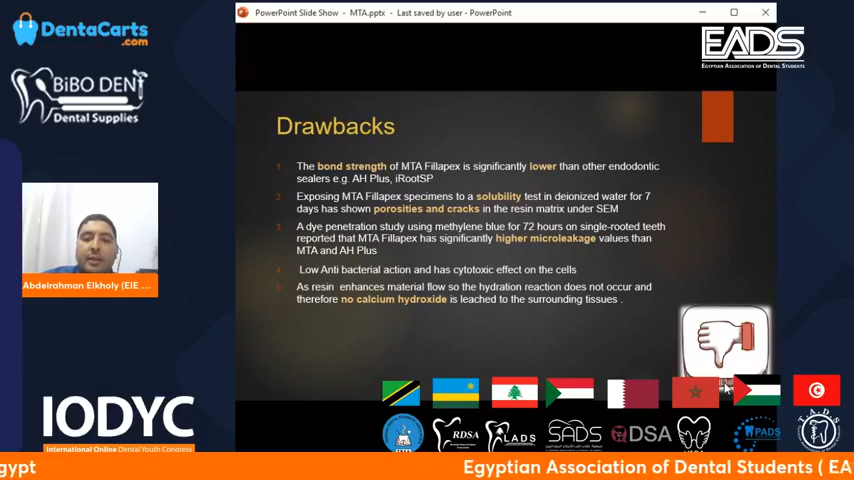 DentaCarts
.com
BiBO DENT
Dental Supplies
PowerPoint Slide Show - MTA.pptx - Last saved by user - PowerPoint
EADS
EGYPTIAN ASSOCIATION OF DENTAL STUDENTS
Drawbacks
1. The bond strength of MTA Fillapex is significantly lower than other endodontic
sealers e.g. AH Plus, iRootSP
2. Exposing MTA Fillapex specimens to a solubility test in deionized water for 7
days has shown porosities and cracks in the resin matrix under SEM
3. A dye penetration study using methylene blue for 72 hours on single-rooted teeth
reported that MTA Fillapex has significantly higher microleakage values than
MTA and AH Plus
4. Low Anti bacterial action and has cytotoxic effect on the cells
5. As resin enhances material flow so the hydration reaction does not occur and
therefore no calcium hydroxide is leached to the surrounding tissues .
Abdelrahman Elkholy (EIE ...
IODYC
International Online Dental Youth Congress
RDSA
LADS
SADS
QDSA
PADS
TADS
gypt
Egyptian Association of Dental Students ( EA